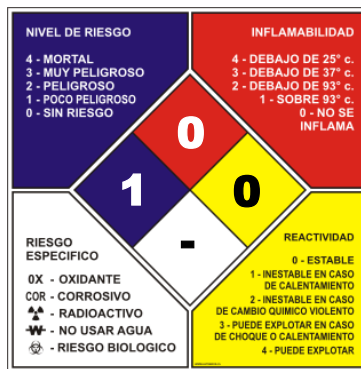 NIVEL DE RIESGO
4 - MORTAL
3 - MUY PELIGROSO
2 - PELIGROSO
1 - POCO PELIGROSO
0 - SIN RIESGO
INFLAMABILIDAD
4 - DEBAJO DE 25° c.
3 - DEBAJO DE 37° c.
2 - DEBAJO DE 93° c.
1 - SOBRE 93° c.
0 - NO SE
INFLAMA
0
1
0
-
RIESGO
ESPECIFICO
0X - OXIDANTE
COR - CORROSIVO
- RADIOACTIVO
W - NO USAR AGUA
- RIESGO BIOLOGICO
REACTIVIDAD
0 - ESTABLE
1 - INESTABLE EN CASO
DE CALENTAMIENTO
2 - INESTABLE EN CASO
DE CAMBIO QUIMICO VIOLENTO
3 - PUEDE EXPLOTAR EN CASO
DE CHOQUE O CALENTAMIENTO
4 - PUEDE EXPLOTAR